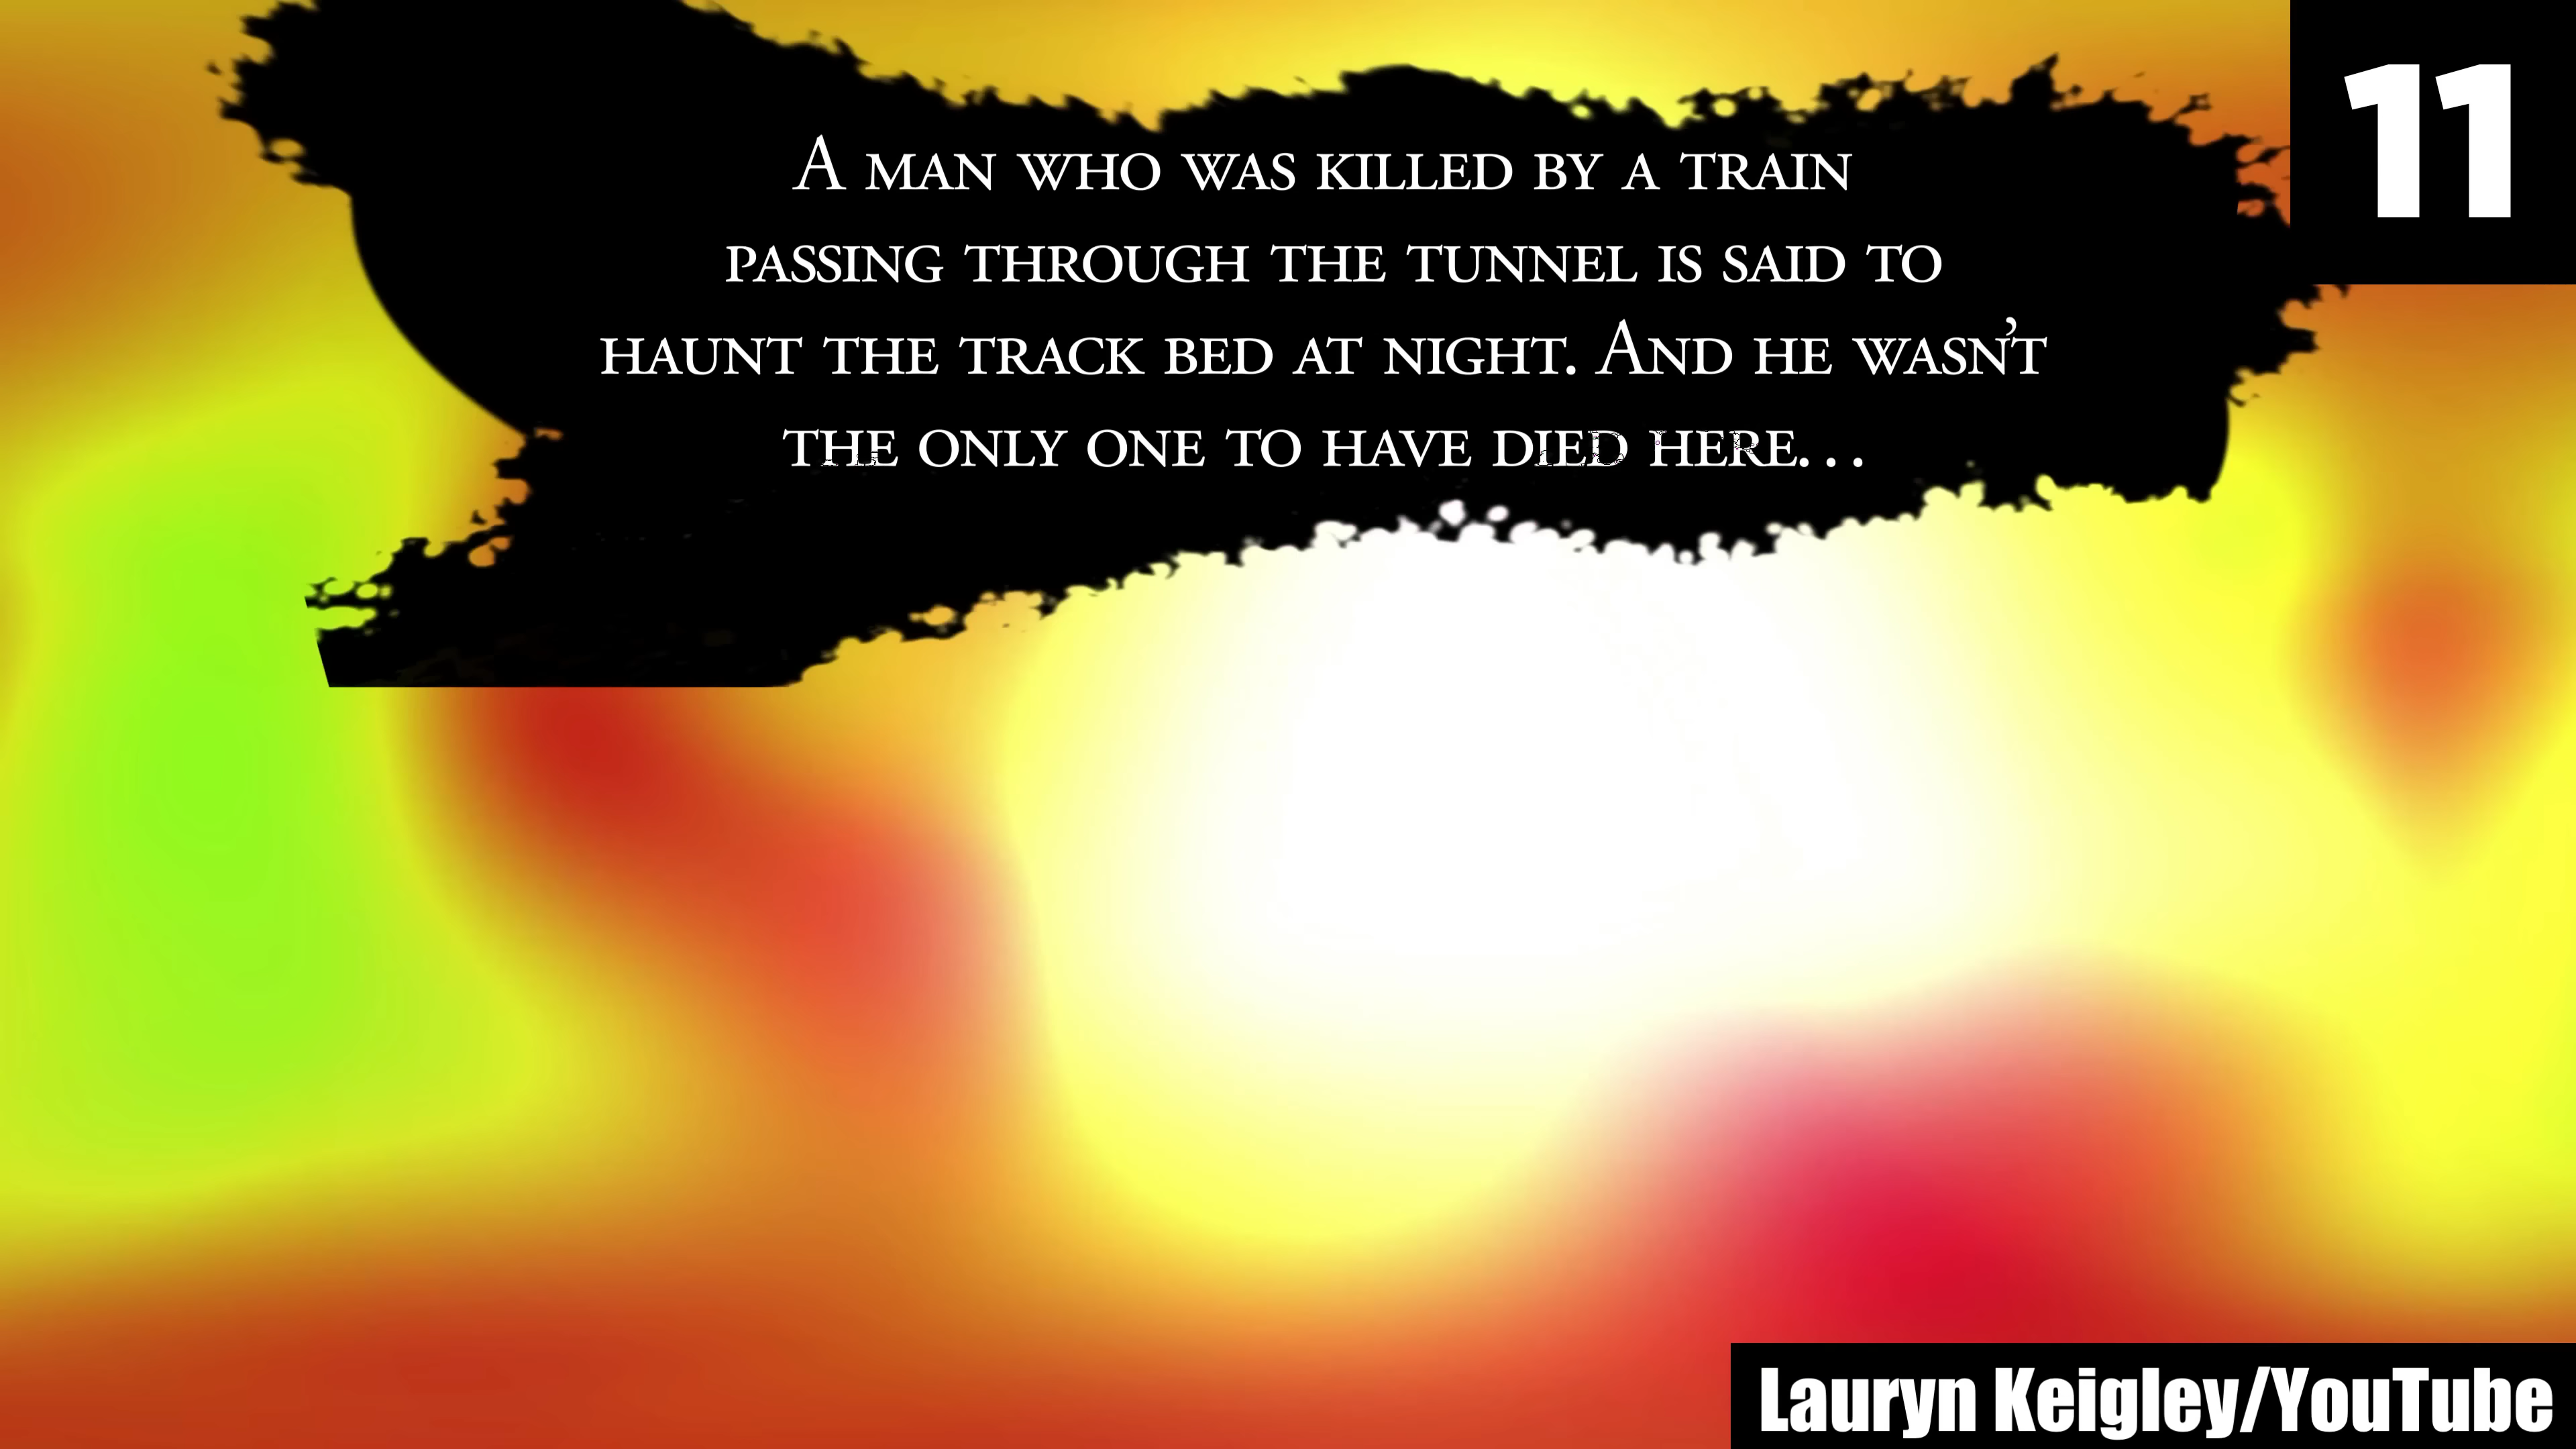 11
A man who was killed by a train
passing through the tunnel is said to
haunt the track bed at night. And he wasn't
the only one to have died here...
Lauryn Keigley/YouTube